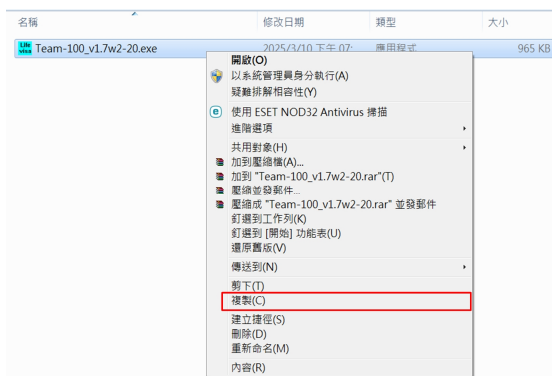 名稱 修改日期 類型 大小
Life visa Team-100_v1.7w2-20.exe 2025/3/10 下午 07: 應用程式 965 KB
開啟(O)
以系統管理員身分執行(A)
疑難排解相容性(Y)
e 使用 ESET NOD32 Antivirus 掃描
進階選項
共用對象(H)
加到壓縮檔(A)...
加到 "Team-100_v1.7w2-20.rar"(T)
壓縮並發郵件...
壓縮成 "Team-100_v1.7w2-20.rar" 並發郵件
釘選到工作列(K)
釘選到 [開始] 功能表(U)
還原舊版(V)
傳送到(N)
剪下(T)
複製(C)
建立捷徑(S)
刪除(D)
重新命名(M)
內容(R)